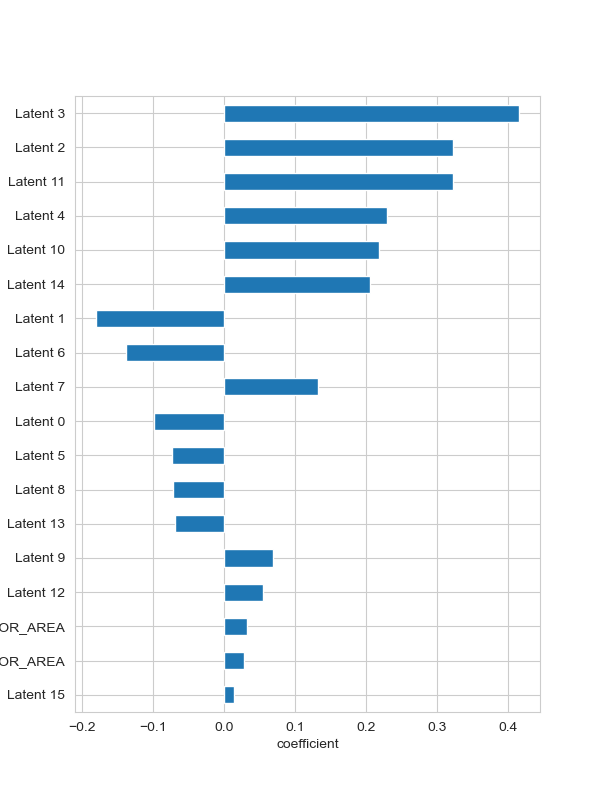 Latent 3
Latent 2
Latent 11
Latent 4
Latent 10
Latent 14
Latent 1
Latent 6
Latent 7
Latent 0
Latent 5
Latent 8
Latent 13
Latent 9
Latent 12
OR_AREA
OR_AREA
Latent 15
−0.2 −0.1 0.0 0.1 0.2 0.3 0.4
coefficient